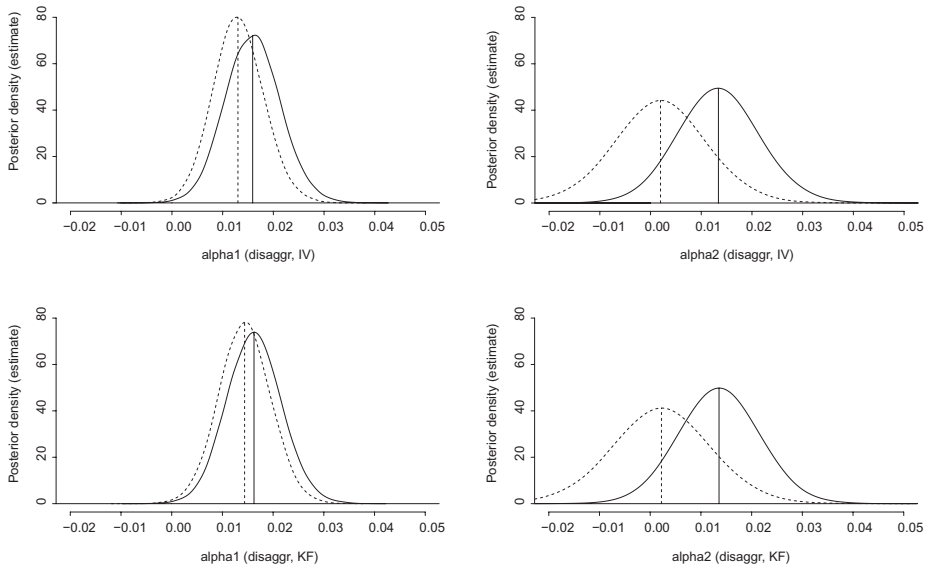 Posterior density (estimate)
0 20 40 60 80
−0.02 −0.01 0.00 0.01 0.02 0.03 0.04 0.05
alpha1 (disaggr, IV)
Posterior density (estimate)
0 20 40 60 80
−0.02 −0.01 0.00 0.01 0.02 0.03 0.04 0.05
alpha2 (disaggr, IV)
Posterior density (estimate)
0 20 40 60 80
−0.02 −0.01 0.00 0.01 0.02 0.03 0.04 0.05
alpha1 (disaggr, KF)
Posterior density (estimate)
0 20 40 60 80
−0.02 −0.01 0.00 0.01 0.02 0.03 0.04 0.05
alpha2 (disaggr, KF)